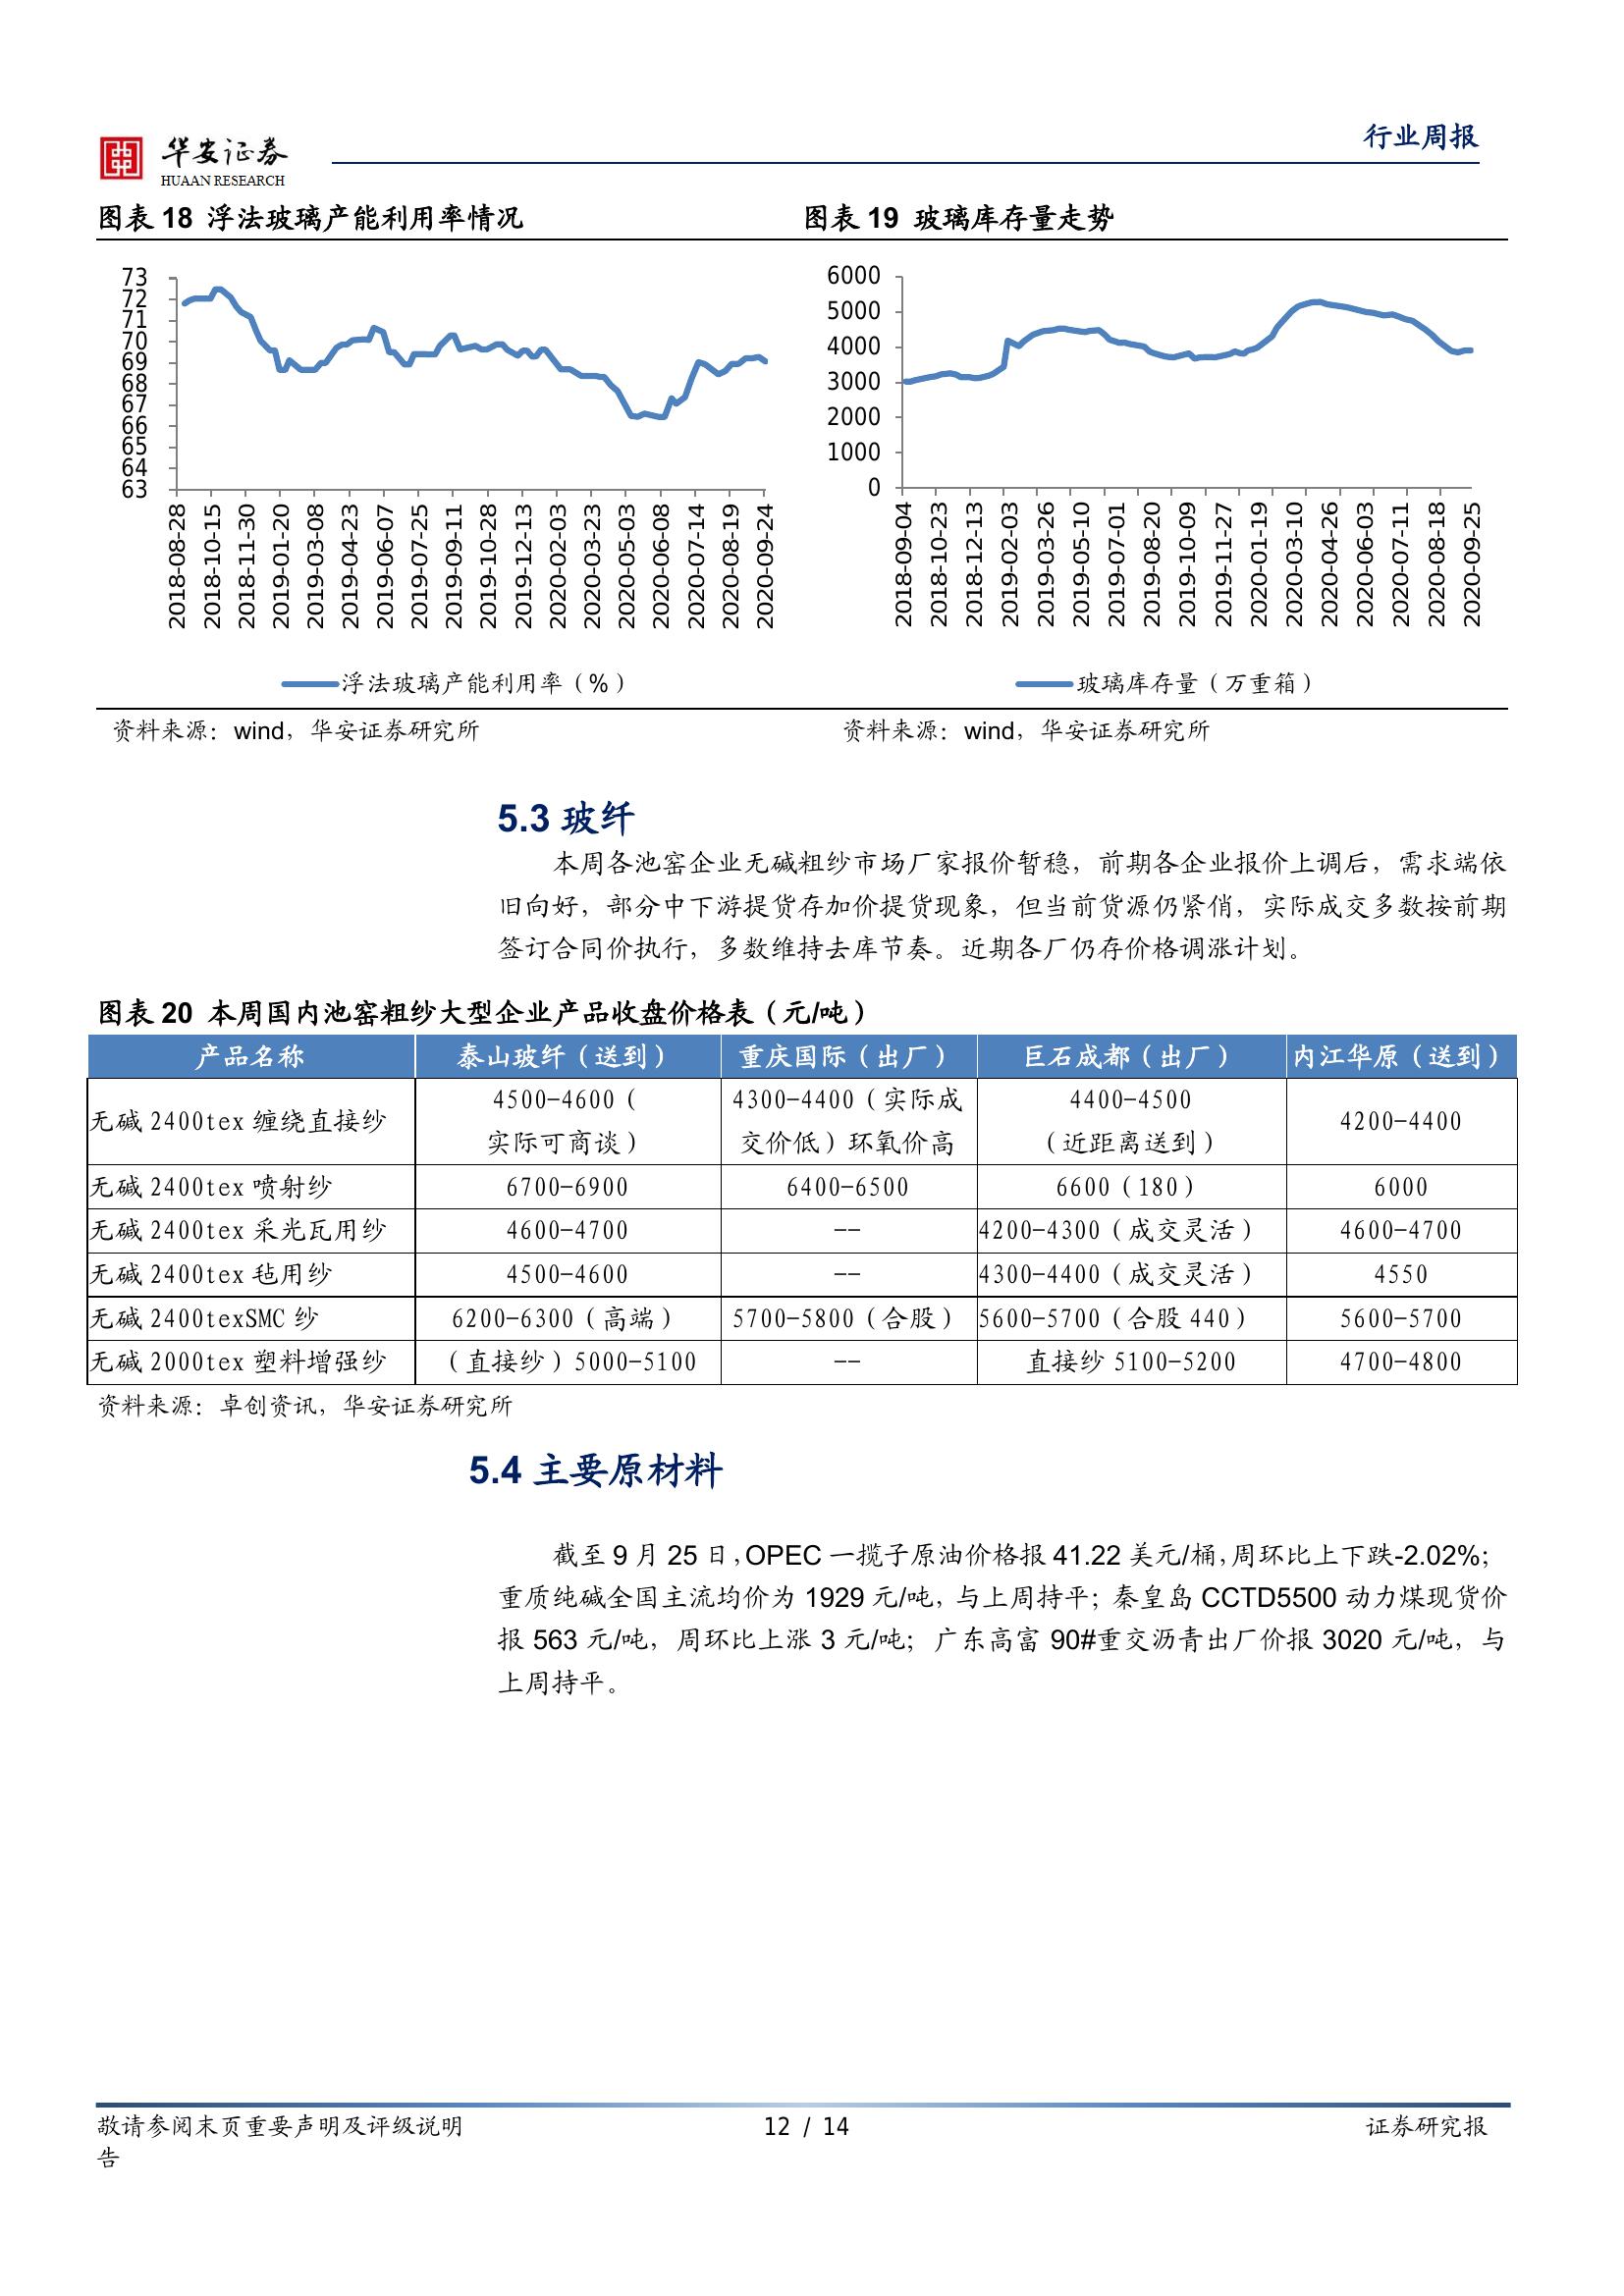 华安证券
HUAAN RESEARCH
行业周报
图表 18 浮法玻璃产能利用率情况
73
72
71
70
69
68
67
66
65
64
63
2018-08-28
2018-10-15
2018-11-30
2019-01-20
2019-03-08
2019-04-23
2019-06-07
2019-07-25
2019-09-11
2019-10-28
2019-12-13
2020-02-03
2020-03-23
2020-05-03
2020-06-08
2020-07-14
2020-08-19
2020-09-24
浮法玻璃产能利用率（%）
资料来源：wind，华安证券研究所
图表 19 玻璃库存量走势
6000
5000
4000
3000
2000
1000
0
2018-09-04
2018-10-23
2018-12-13
2019-02-03
2019-03-26
2019-05-10
2019-07-01
2019-08-20
2019-10-09
2019-11-27
2020-01-19
2020-03-10
2020-04-26
2020-06-03
2020-07-11
2020-08-18
2020-09-25
玻璃库存量（万重箱）
资料来源：wind，华安证券研究所
5.3 玻纤
本周各池窑企业无碱粗纱市场厂家报价暂稳，前期各企业报价上调后，需求端依
旧向好，部分中下游提货存加价提货现象，但当前货源仍紧俏，实际成交多数按前期
签订合同价执行，多数维持去库节奏。近期各厂仍存价格调涨计划。
图表 20 本周国内池窑粗纱大型企业产品收盘价格表（元/吨）
产品名称 泰山玻纤（送到） 重庆国际（出厂） 巨石成都（出厂） 内江华原（送到）
无碱 2400tex 缠绕直接纱 4500-4600（ 4300-4400（实际成 4400-4500 4200-4400
实际可商谈） 交价低）环氧价高 （近距离送到）
无碱 2400tex 喷射纱 6700-6900 6400-6500 6600（180） 6000
无碱 2400tex 采光瓦用纱 4600-4700 -- 4200-4300（成交灵活） 4600-4700
无碱 2400tex 毡用纱 4500-4600 -- 4300-4400（成交灵活） 4550
无碱 2400texSMC 纱 6200-6300（高端） 5700-5800（合股） 5600-5700（合股 440） 5600-5700
无碱 2000tex 塑料增强纱 （直接纱）5000-5100 -- 直接纱 5100-5200 4700-4800
资料来源：卓创资讯，华安证券研究所
5.4 主要原材料
截至 9 月 25 日，OPEC 一揽子原油价格报 41.22 美元/桶，周环比上下跌-2.02%；
重质纯碱全国主流均价为 1929 元/吨，与上周持平；秦皇岛 CCTD5500 动力煤现货价
报 563 元/吨，周环比上涨 3 元/吨；广东高富 90#重交沥青出厂价报 3020 元/吨，与
上周持平。
敬请参阅末页重要声明及评级说明 12 / 14 证券研究报
告